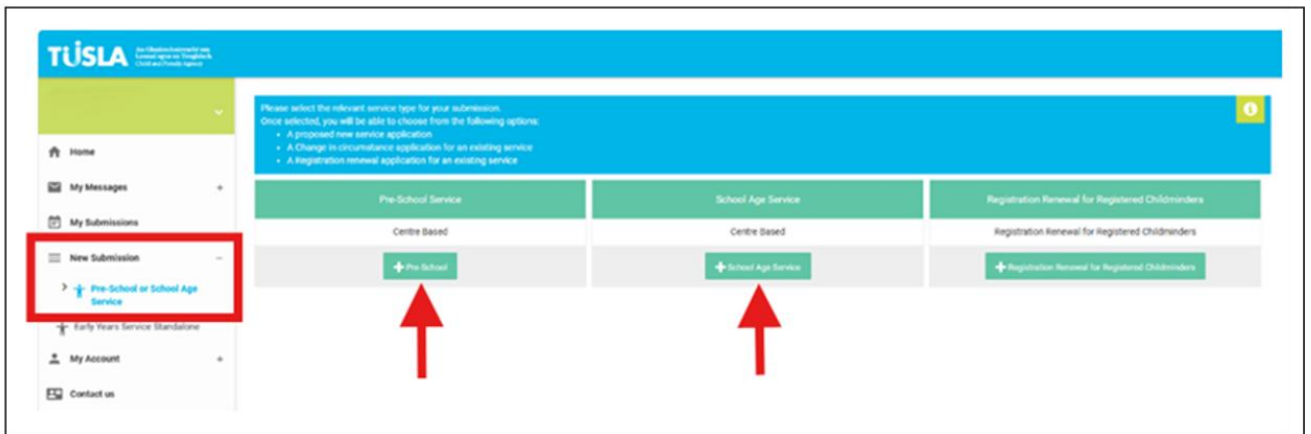 TUSLA
Child and Family Agency
Please select the relevant service type for your submission.
Once selected, you will be able to choose from the following options:
• A proposed new service application
• A Change in circumstance application for an existing service
• A Registration renewal application for an existing service
Home
My Messages +
My Submissions
New Submission −
> Pre-School or School Age
Service
Early Years Service Standalone
My Account +
Contact us
Pre-School Service
Centre Based
+ Pre School
School Age Service
Centre Based
+ School Age Service
Registration Renewal for Registered Childminders
Registration Renewal for Registered Childminders
+ Registration Renewal for Registered Childminders